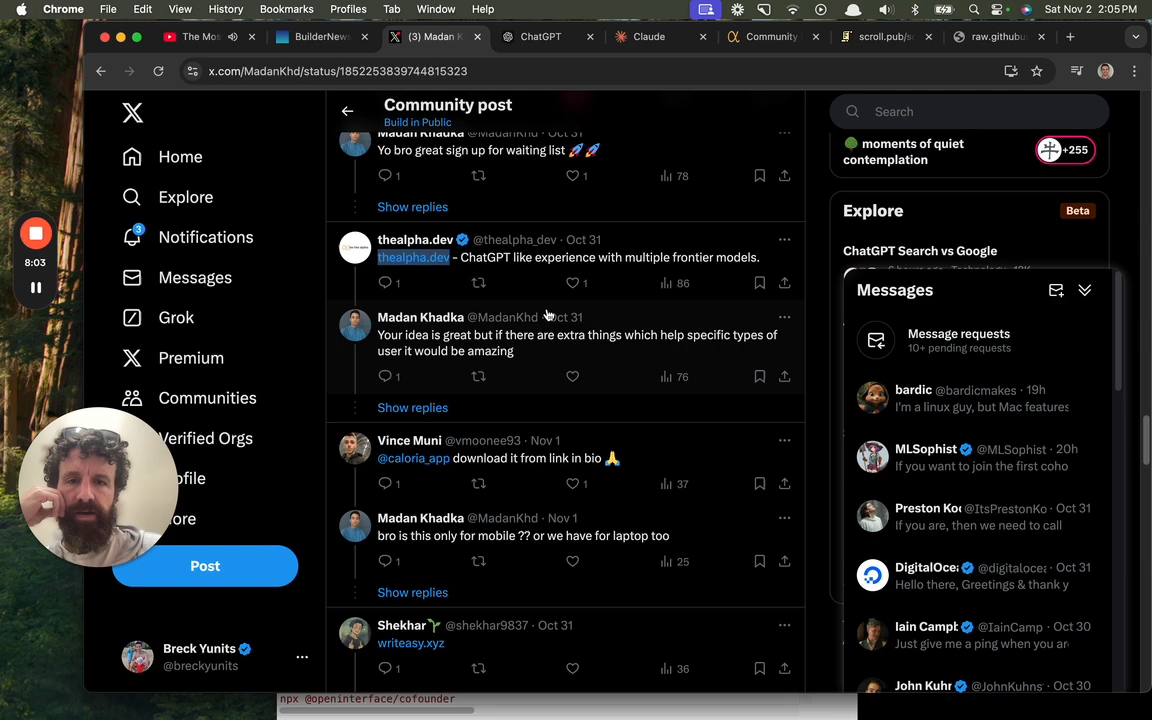 Chrome File Edit View History Bookmarks Profiles Tab Window Help
Sat Nov 2 2:05 PM
The Mos
BuilderNews
(3) Madan K
ChatGPT
Claude
Community
scroll.pub/s
raw.githubu
x.com/MadanKhd/status/1852253839744815323
Home
Explore
3
Notifications
Messages
Grok
Premium
Communities
Verified Orgs
Post
Breck Yunits
@breckyunits
8:03
Community post
Build in Public
Madan Khadka @MadanKhd · Oct 31
Yo bro great sign up for waiting list 🚀🚀
1 1 78
Show replies
thealpha.dev @thealpha_dev · Oct 31
thealpha.dev - ChatGPT like experience with multiple frontier models.
1 1 86
Madan Khadka @MadanKhd · Oct 31
Your idea is great but if there are extra things which help specific types of
user it would be amazing
1 76
Show replies
Vince Muni @vmoonee93 · Nov 1
@caloria_app download it from link in bio 🙏
1 1 37
Madan Khadka @MadanKhd · Nov 1
bro is this only for mobile ?? or we have for laptop too
1 25
Show replies
Shekhar🌱 @shekhar9837 · Oct 31
writeasy.xyz
1 36
Search
🌳 moments of quiet
contemplation
+255
Explore
Beta
ChatGPT Search vs Google
Messages
Message requests
10+ pending requests
bardic @bardicmakes · 19h
I'm a linux guy, but Mac features
MLSophist @MLSophist · 20h
If you want to join the first coho
Preston Ko @ItsPrestonKo Oct 31
If you are, then we need to call
DigitalOcea @digitalocea Oct 31
Hello there, Greetings & thank y
Iain Campb @IainCamp Oct 30
Just give me a ping when you are
John Kuhn @JohnKuhns Oct 30
npx @openinterface/cofounder